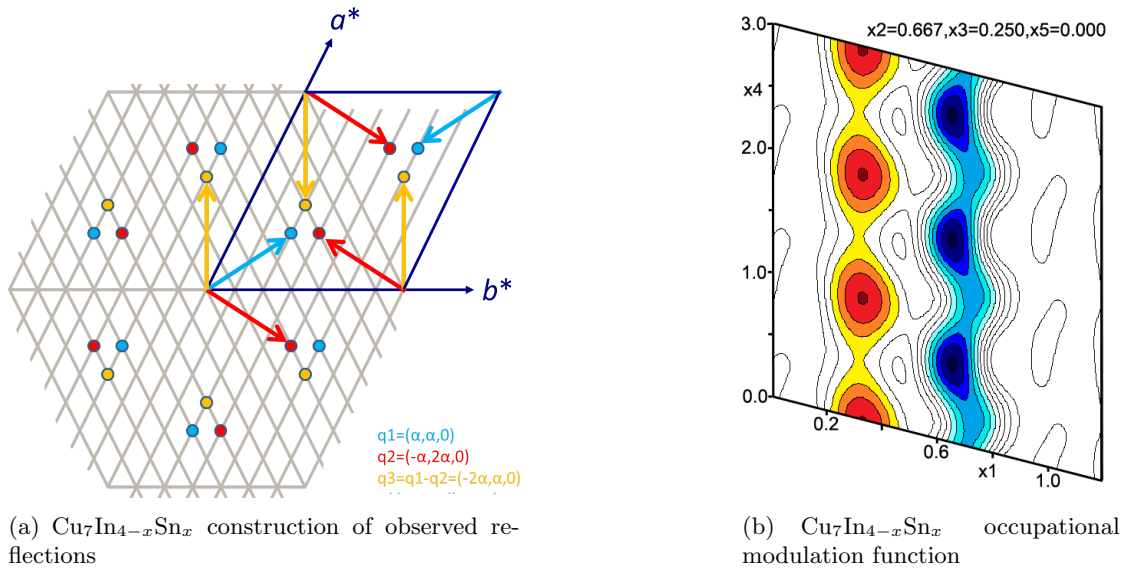 a*
b*
q1=(α,α,0)
q2=(-α,2α,0)
q3=q1-q2=(-2α,α,0)
(a) Cu₇In₄₋ₓSnₓ construction of observed re-
flections
x2=0.667,x3=0.250,x5=0.000
3.0
x4
2.0
1.0
0.0
0.2
0.6
x1
1.0
(b) Cu₇In₄₋ₓSnₓ occupational
modulation function